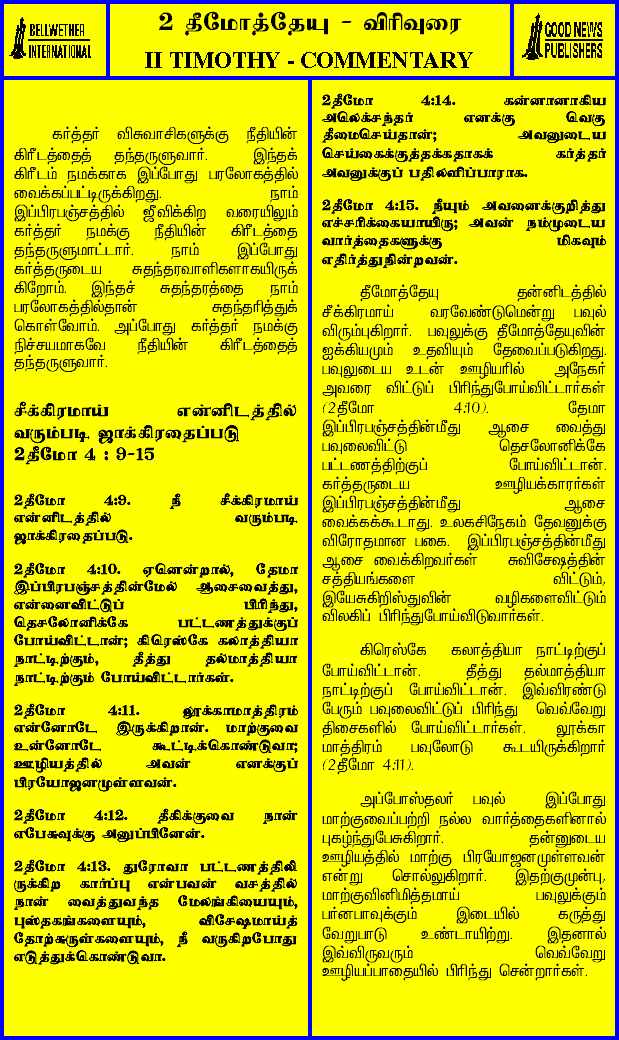 BELLWETHER
INTERNATIONAL
2 தீமோத்தேயு - விரிவுரை
II TIMOTHY - COMMENTARY
GOOD NEWS
PUBLISHERS
கர்த்தர் விசுவாசிகளுக்கு நீதியின்
கிரீடத்தைத் தந்தருளுவார். இந்தக்
கிரீடம் நமக்காக இப்போது பரலோகத்தில்
வைக்கப்பட்டிருக்கிறது. நாம்
இப்பிரபஞ்சத்தில் ஜீவிக்கிற வரையிலும்
கர்த்தர் நமக்கு நீதியின் கிரீடத்தை
தந்தருளுமாட்டார். நாம் இப்போது
கர்த்தருடைய சுதந்தரவாளிகளாகயிருக்
கிறோம். இந்தச் சுதந்தரத்தை நாம்
பரலோகத்தில்தான் சுதந்தரித்துக்
கொள்வோம். அப்போது கர்த்தர் நமக்கு
நிச்சயமாகவே நீதியின் கிரீடத்தைத்
தந்தருளுவார்.
சீக்கிரமாய் என்னிடத்தில்
வரும்படி ஜாக்கிரதைப்படு
2தீமோ 4 : 9-15
2தீமோ 4:9. நீ சீக்கிரமாய்
என்னிடத்தில் வரும்படி
ஜாக்கிரதைப்படு.
2தீமோ 4:10. ஏனென்றால், தேமா
இப்பிரபஞ்சத்தின்மேல் ஆசைவைத்து,
என்னைவிட்டுப் பிரிந்து,
தெசலோனிக்கே பட்டணத்துக்குப்
போய்விட்டான்; கிரெஸ்கே கலாத்தியா
நாட்டிற்கும், தீத்து தல்மாத்தியா
நாட்டிற்கும் போய்விட்டார்கள்.
2தீமோ 4:11. லூக்காமாத்திரம்
என்னோடே இருக்கிறான். மாற்குவை
உன்னோடே கூட்டிக்கொண்டுவா;
ஊழியத்தில் அவன் எனக்குப்
பிரயோஜனமுள்ளவன்.
2தீமோ 4:12. தீகிக்குவை நான்
எபேசுவுக்கு அனுப்பினேன்.
2தீமோ 4:13. துரோவா பட்டணத்திலி
ருக்கிற கார்ப்பு என்பவன் வசத்தில்
நான் வைத்துவந்த மேலங்கியையும்,
புஸ்தகங்களையும், விசேஷமாய்த்
தோற்சுருள்களையும், நீ வருகிறபோது
எடுத்துக்கொண்டுவா.
2தீமோ 4:14. கன்னானாகிய
அலெக்சந்தர் எனக்கு வெகு
தீமைசெய்தான்; அவனுடைய
செய்கைக்குத்தக்கதாகக் கர்த்தர்
அவனுக்குப் பதிலளிப்பாராக.
2தீமோ 4:15. நீயும் அவனைக்குறித்து
எச்சரிக்கையாயிரு; அவன் நம்முடைய
வார்த்தைகளுக்கு மிகவும்
எதிர்த்துநின்றவன்.
தீமோத்தேயு தன்னிடத்தில்
சீக்கிரமாய் வரவேண்டுமென்று பவுல்
விரும்புகிறார். பவுலுக்கு தீமோத்தேயுவின்
ஐக்கியமும் உதவியும் தேவைப்படுகிறது.
பவுலுடைய உடன் ஊழியரில் அநேகர்
அவரை விட்டுப் பிரிந்துபோய்விட்டார்கள்
(2தீமோ 4:10). தேமா
இப்பிரபஞ்சத்தின்மீது ஆசை வைத்து
பவுலைவிட்டு தெசலோனிக்கே
பட்டணத்திற்குப் போய்விட்டான்.
கர்த்தருடைய ஊழியக்காரர்கள்
இப்பிரபஞ்சத்தின்மீது ஆசை
வைக்கக்கூடாது. உலகசிநேகம் தேவனுக்கு
விரோதமான பகை. இப்பிரபஞ்சத்தின்மீது
ஆசை வைக்கிறவர்கள் சுவிசேஷத்தின்
சத்தியங்களை விட்டும்,
இயேசுகிறிஸ்துவின் வழிகளைவிட்டும்
விலகிப் பிரிந்துபோய்விடுவார்கள்.
கிரெஸ்கே கலாத்தியா நாட்டிற்குப்
போய்விட்டான். தீத்து தல்மாத்தியா
நாட்டிற்குப் போய்விட்டான். இவ்விரண்டு
பேரும் பவுலைவிட்டுப் பிரிந்து வெவ்வேறு
திசைகளில் போய்விட்டார்கள். லூக்கா
மாத்திரம் பவுலோடு கூடயிருக்கிறார்
(2தீமோ 4:11).
அப்போஸ்தலர் பவுல் இப்போது
மாற்குவைப்பற்றி நல்ல வார்த்தைகளினால்
புகழ்ந்துபேசுகிறார். தன்னுடைய
ஊழியத்தில் மாற்கு பிரயோஜனமுள்ளவன்
என்று சொல்லுகிறார். இதற்குமுன்பு,
மாற்குவினிமித்தமாய் பவுலுக்கும்
பர்னபாவுக்கும் இடையில் கருத்து
வேறுபாடு உண்டாயிற்று. இதனால்
இவ்விருவரும் வெவ்வேறு
ஊழியப்பாதையில் பிரிந்து சென்றார்கள்.